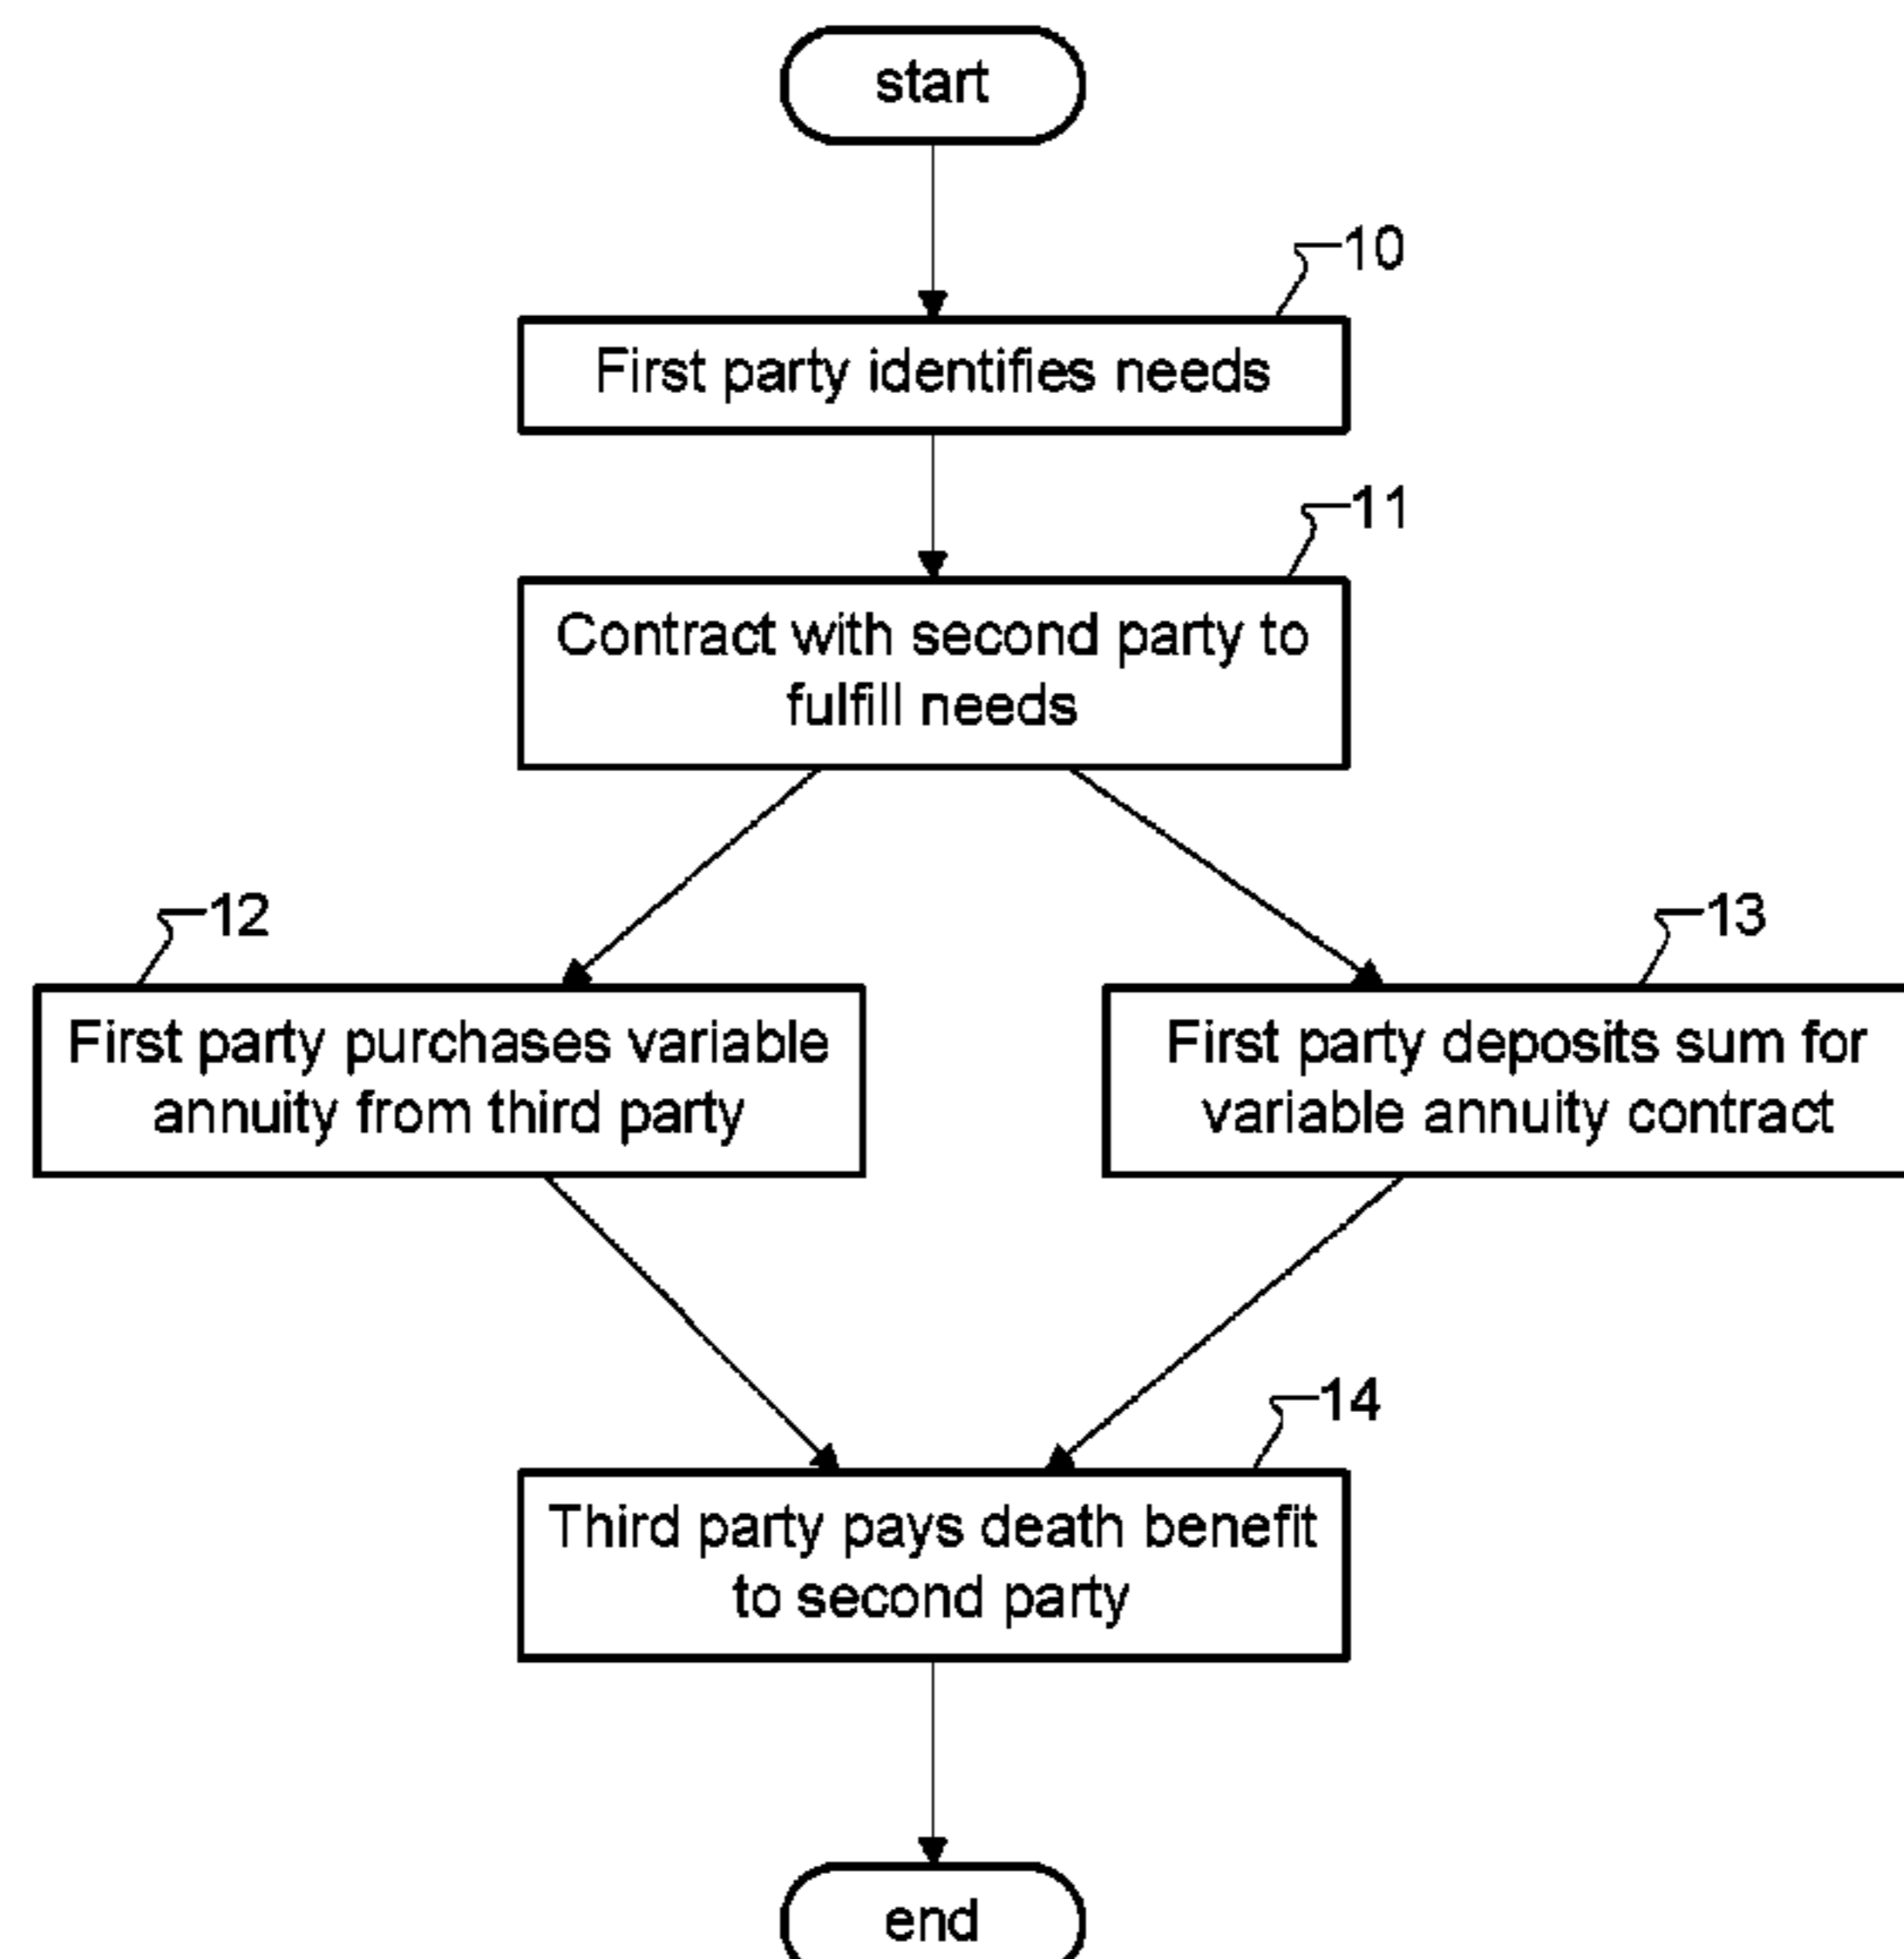 start
10
First party identifies needs
11
Contract with second party to
fulfill needs
12
First party purchases variable
annuity from third party
13
First party deposits sum for
variable annuity contract
14
Third party pays death benefit
to second party
end